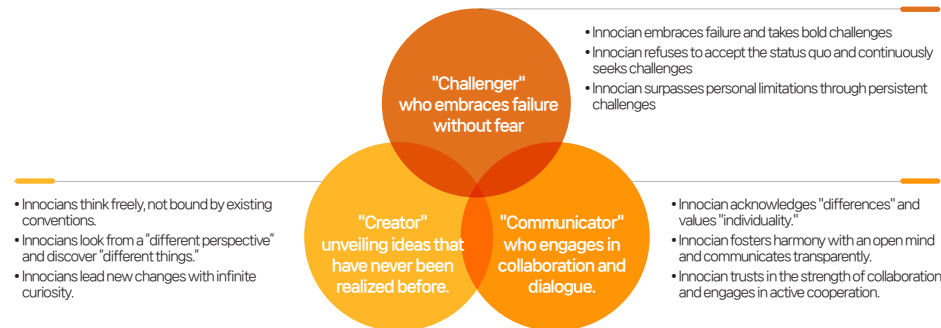 "Challenger"
who embraces failure
without fear
• Innocian embraces failure and takes bold challenges
• Innocian refuses to accept the status quo and continuously
seeks challenges
• Innocian surpasses personal limitations through persistent
challenges
"Creator"
unveiling ideas that
have never been
realized before.
• Innocians think freely, not bound by existing
conventions.
• Innocians look from a "different perspective"
and discover "different things."
• Innocians lead new changes with infinite
curiosity.
"Communicator"
who engages in
collaboration and
dialogue.
• Innocian acknowledges "differences" and
values "individuality."
• Innocian fosters harmony with an open mind
and communicates transparently.
• Innocian trusts in the strength of collaboration
and engages in active cooperation.